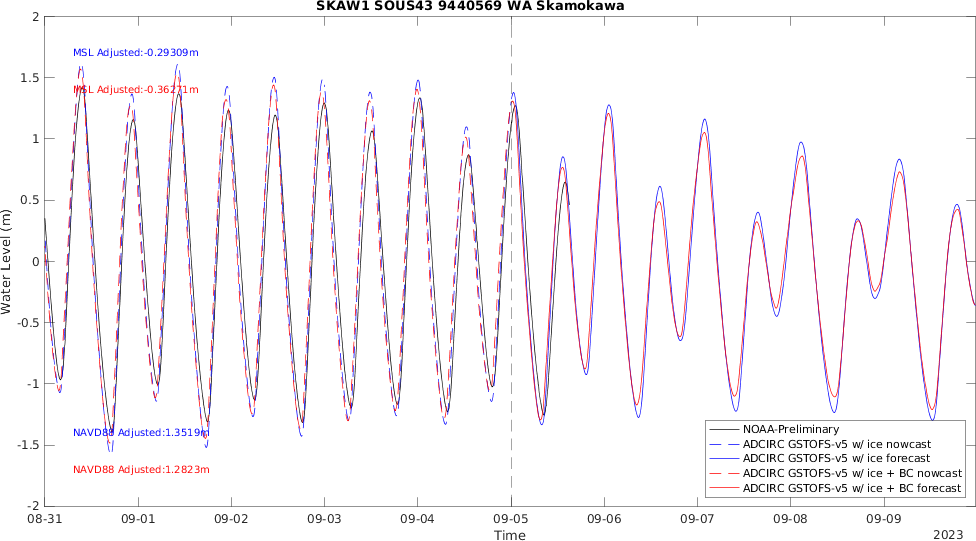 SKAW1 SOUS43 9440569 WA Skamokawa
MSL Adjusted:-0.29309m
MSL Adjusted:-0.36271m
NAVD88 Adjusted:1.3519m
NAVD88 Adjusted:1.2823m
Water Level (m)
2
1.5
1
0.5
0
-0.5
-1
-1.5
-2
NOAA-Preliminary
ADCIRC GSTOFS-v5 w/ ice nowcast
ADCIRC GSTOFS-v5 w/ ice forecast
ADCIRC GSTOFS-v5 w/ ice + BC nowcast
ADCIRC GSTOFS-v5 w/ ice + BC forecast
08-31 09-01 09-02 09-03 09-04 09-05 09-06 09-07 09-08 09-09
Time
2023